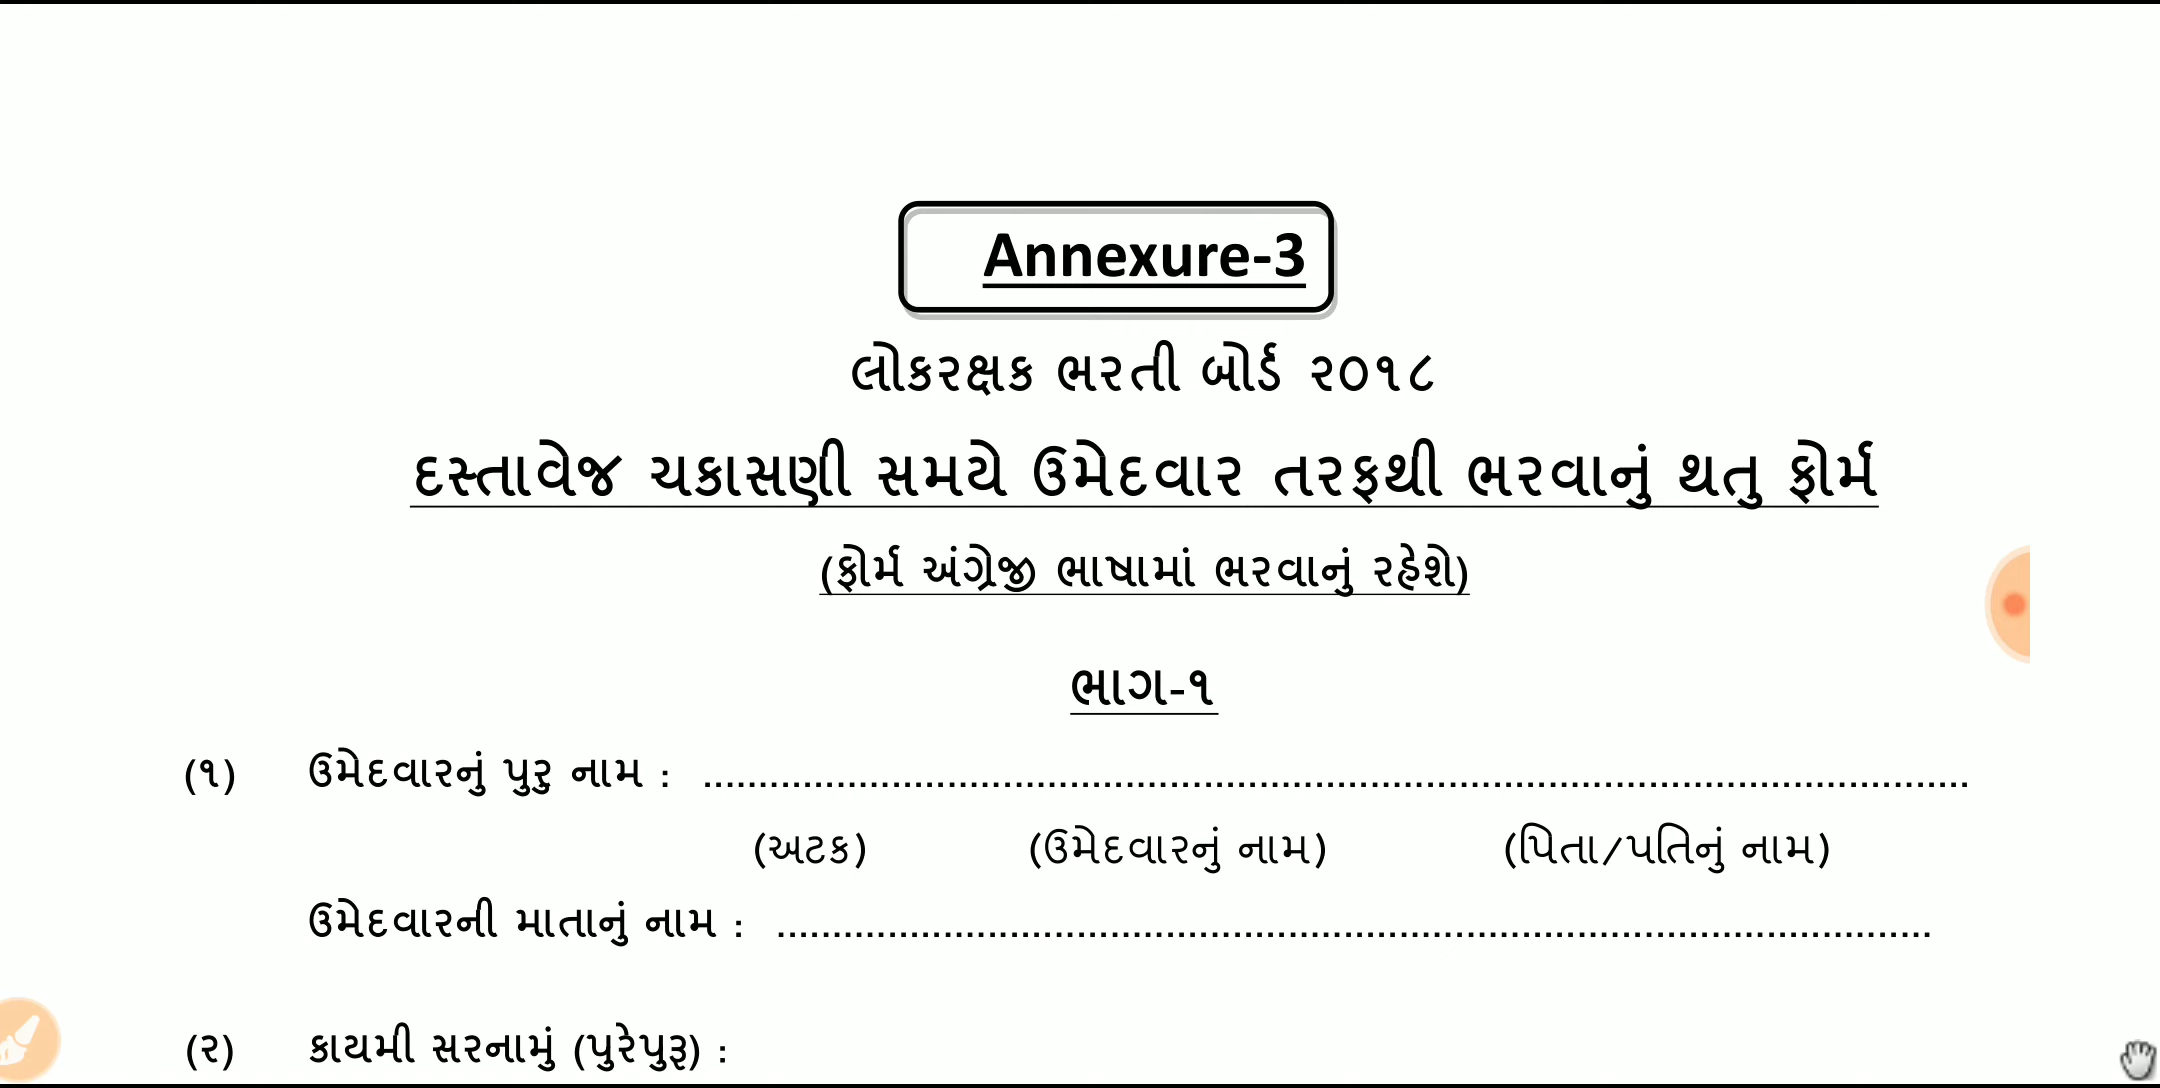 Annexure-3
લોકરક્ષક ભરતી બોર્ડ ૨૦૧૮
દસ્તાવેજ ચકાસણી સમયે ઉમેદવાર તરફથી ભરવાનું થતુ ફોર્મ
(ફોર્મ અંગ્રેજી ભાષામાં ભરવાનું રહેશે)
ભાગ-૧
(૧) ઉમેદવારનું પુરુ નામ : ........................................................................................................
(અટક) (ઉમેદવારનું નામ) (પિતા/પતિનું નામ)
ઉમેદવારની માતાનું નામ : ...............................................................................................
(૨) કાયમી સરનામું (પુરેપુરૂ) :